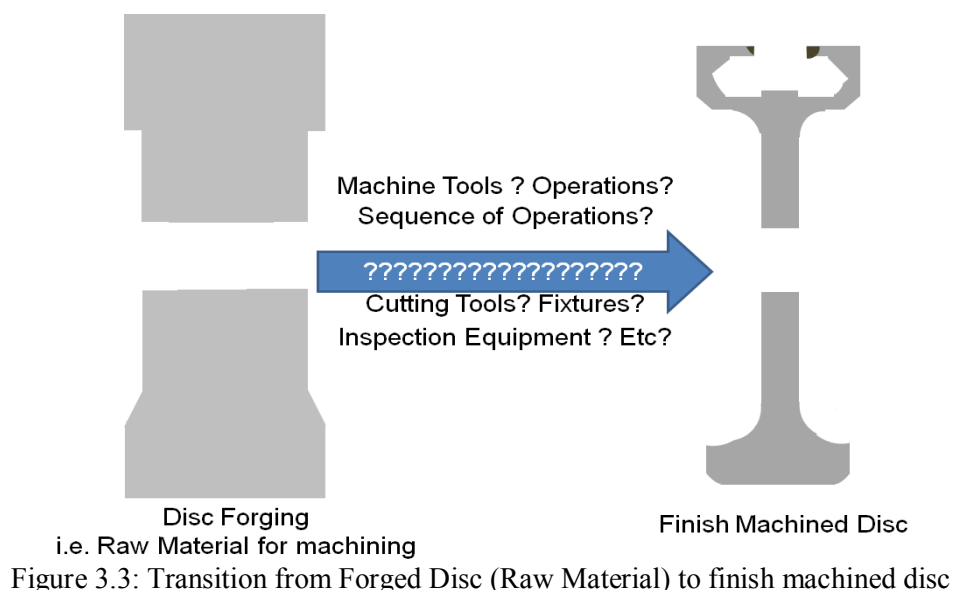 Machine Tools ? Operations?
Sequence of Operations?
???????????????????
Cutting Tools? Fixtures?
Inspection Equipment ? Etc?
Disc Forging
i.e. Raw Material for machining
Finish Machined Disc
Figure 3.3: Transition from Forged Disc (Raw Material) to finish machined disc